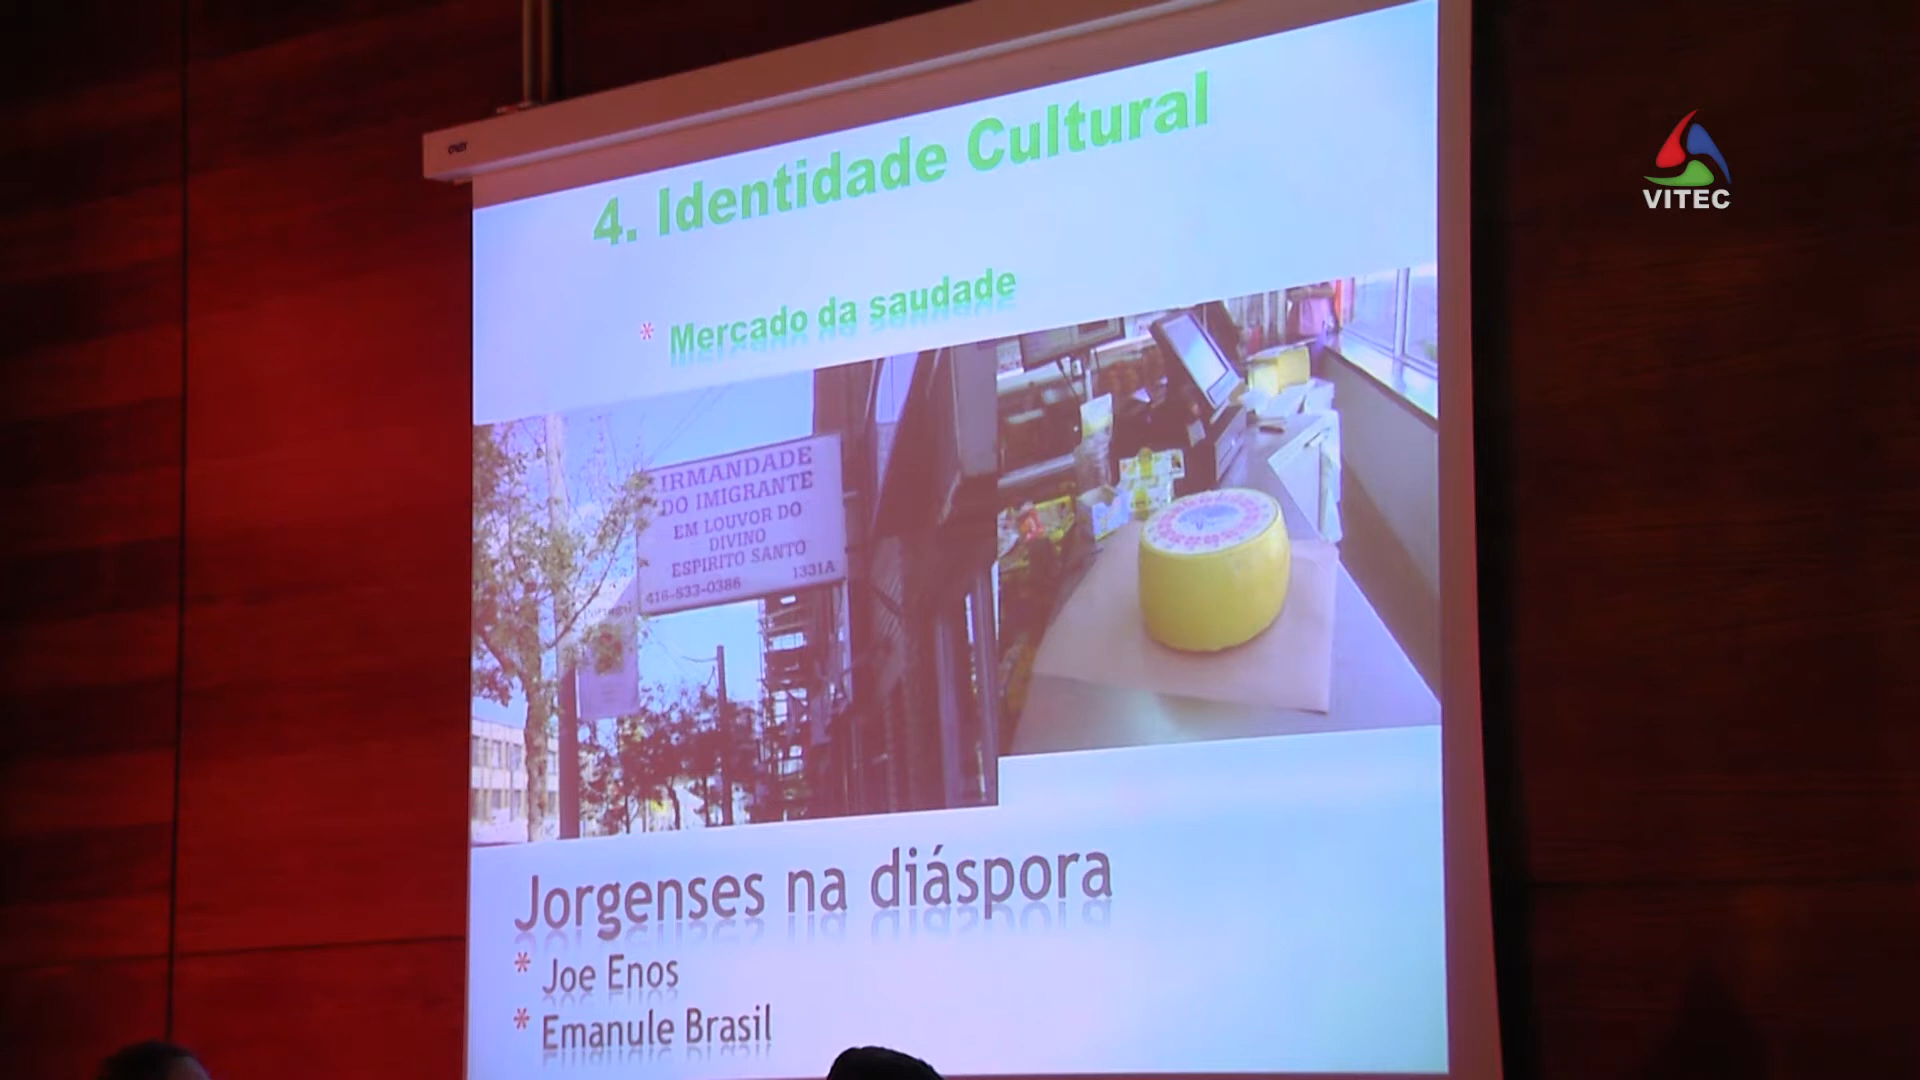 4. Identidade Cultural
* Mercado da saudade
IRMANDADE
DO IMIGRANTE
EM LOUVOR DO
DIVINO
ESPIRITO SANTO
416-533-0386 1331A
Jorgenses na diáspora
* Joe Enos
* Emanule Brasil
VITEC